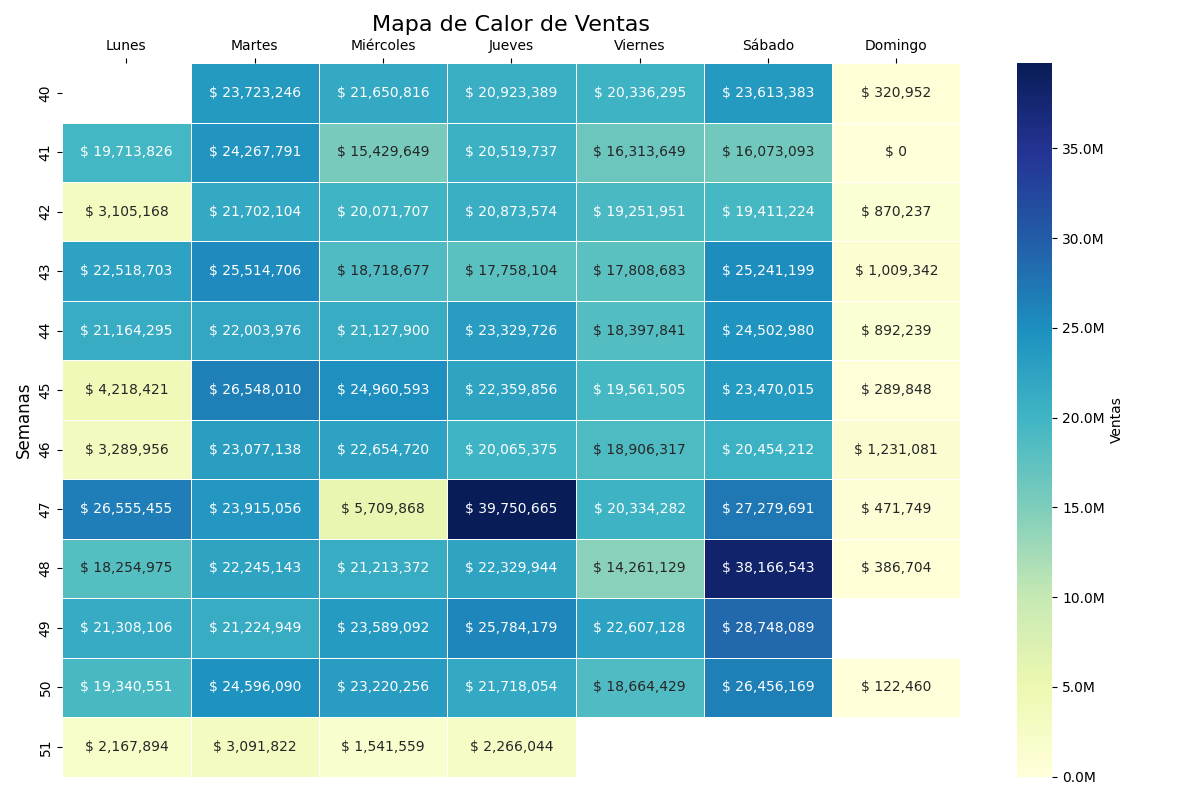 Mapa de Calor de Ventas
Lunes Martes Miércoles Jueves Viernes Sábado Domingo
40 $ 23,723,246 $ 21,650,816 $ 20,923,389 $ 20,336,295 $ 23,613,383 $ 320,952
41 $ 19,713,826 $ 24,267,791 $ 15,429,649 $ 20,519,737 $ 16,313,649 $ 16,073,093 $ 0
42 $ 3,105,168 $ 21,702,104 $ 20,071,707 $ 20,873,574 $ 19,251,951 $ 19,411,224 $ 870,237
43 $ 22,518,703 $ 25,514,706 $ 18,718,677 $ 17,758,104 $ 17,808,683 $ 25,241,199 $ 1,009,342
44 $ 21,164,295 $ 22,003,976 $ 21,127,900 $ 23,329,726 $ 18,397,841 $ 24,502,980 $ 892,239
45 $ 4,218,421 $ 26,548,010 $ 24,960,593 $ 22,359,856 $ 19,561,505 $ 23,470,015 $ 289,848
46 $ 3,289,956 $ 23,077,138 $ 22,654,720 $ 20,065,375 $ 18,906,317 $ 20,454,212 $ 1,231,081
47 $ 26,555,455 $ 23,915,056 $ 5,709,868 $ 39,750,665 $ 20,334,282 $ 27,279,691 $ 471,749
48 $ 18,254,975 $ 22,245,143 $ 21,213,372 $ 22,329,944 $ 14,261,129 $ 38,166,543 $ 386,704
49 $ 21,308,106 $ 21,224,949 $ 23,589,092 $ 25,784,179 $ 22,607,128 $ 28,748,089
50 $ 19,340,551 $ 24,596,090 $ 23,220,256 $ 21,718,054 $ 18,664,429 $ 26,456,169 $ 122,460
51 $ 2,167,894 $ 3,091,822 $ 1,541,559 $ 2,266,044
Semanas
35.0M
30.0M
25.0M
20.0M
15.0M
10.0M
5.0M
0.0M
Ventas